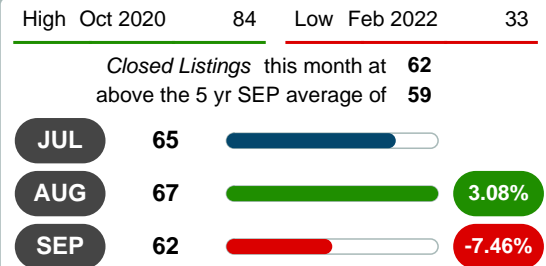 High Oct 2020 84 Low Feb 2022 33
Closed Listings this month at 62
above the 5 yr SEP average of 59
JUL 65
AUG 67 3.08%
SEP 62 -7.46%